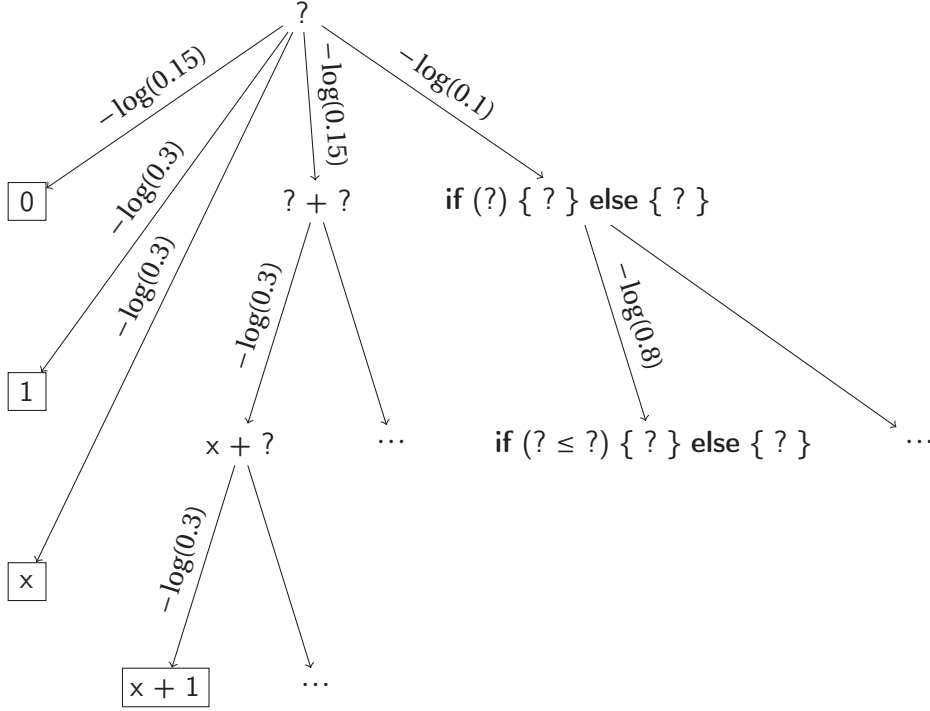 ?
−log(0.15)
−log(0.3)
−log(0.3)
−log(0.15)
−log(0.1)
0
? + ?
if (?) { ? } else { ? }
−log(0.3)
−log(0.8)
1
x + ?
...
if (? ≤ ?) { ? } else { ? }
...
−log(0.3)
x
x + 1
...